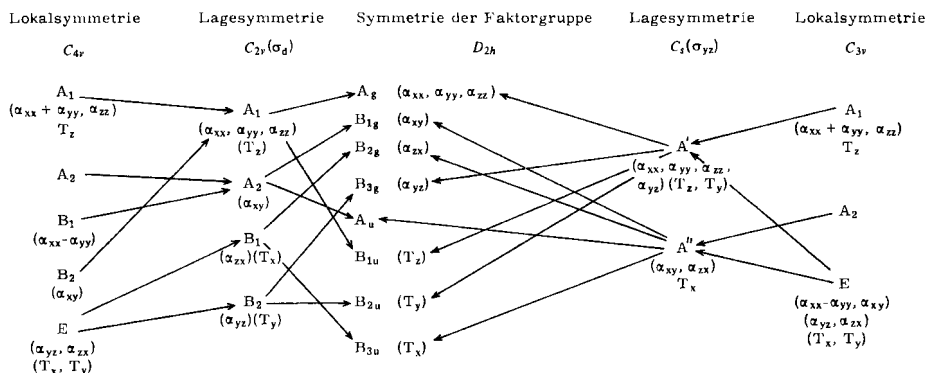 Lokalsymmetrie Lagesymmetrie Symmetrie der Faktorgruppe Lagesymmetrie Lokalsymmetrie
C4v C2v(σd) D2h Cs(σyz) C3v
A1
(αxx + αyy, αzz)
Tz
A2
B1
(αxx-αyy)
B2
(αxy)
E
(αyz, αzx)
(Tx, Ty)
A1
(αxx, αyy, αzz)
(Tz)
A2
(αxy)
B1
(αzx)(Tx)
B2
(αyz)(Ty)
Ag (αxx, αyy, αzz)
B1g (αxy)
B2g (αzx)
B3g (αyz)
Au
B1u (Tz)
B2u (Ty)
B3u (Tx)
A'
(αxx, αyy, αzz,
αyz)(Tz, Ty)
A"
(αxy, αzx)
Tx
A1
(αxx + αyy, αzz)
Tz
A2
E
(αxx-αyy, αxy)
(αyz, αzx)
(Tx, Ty)